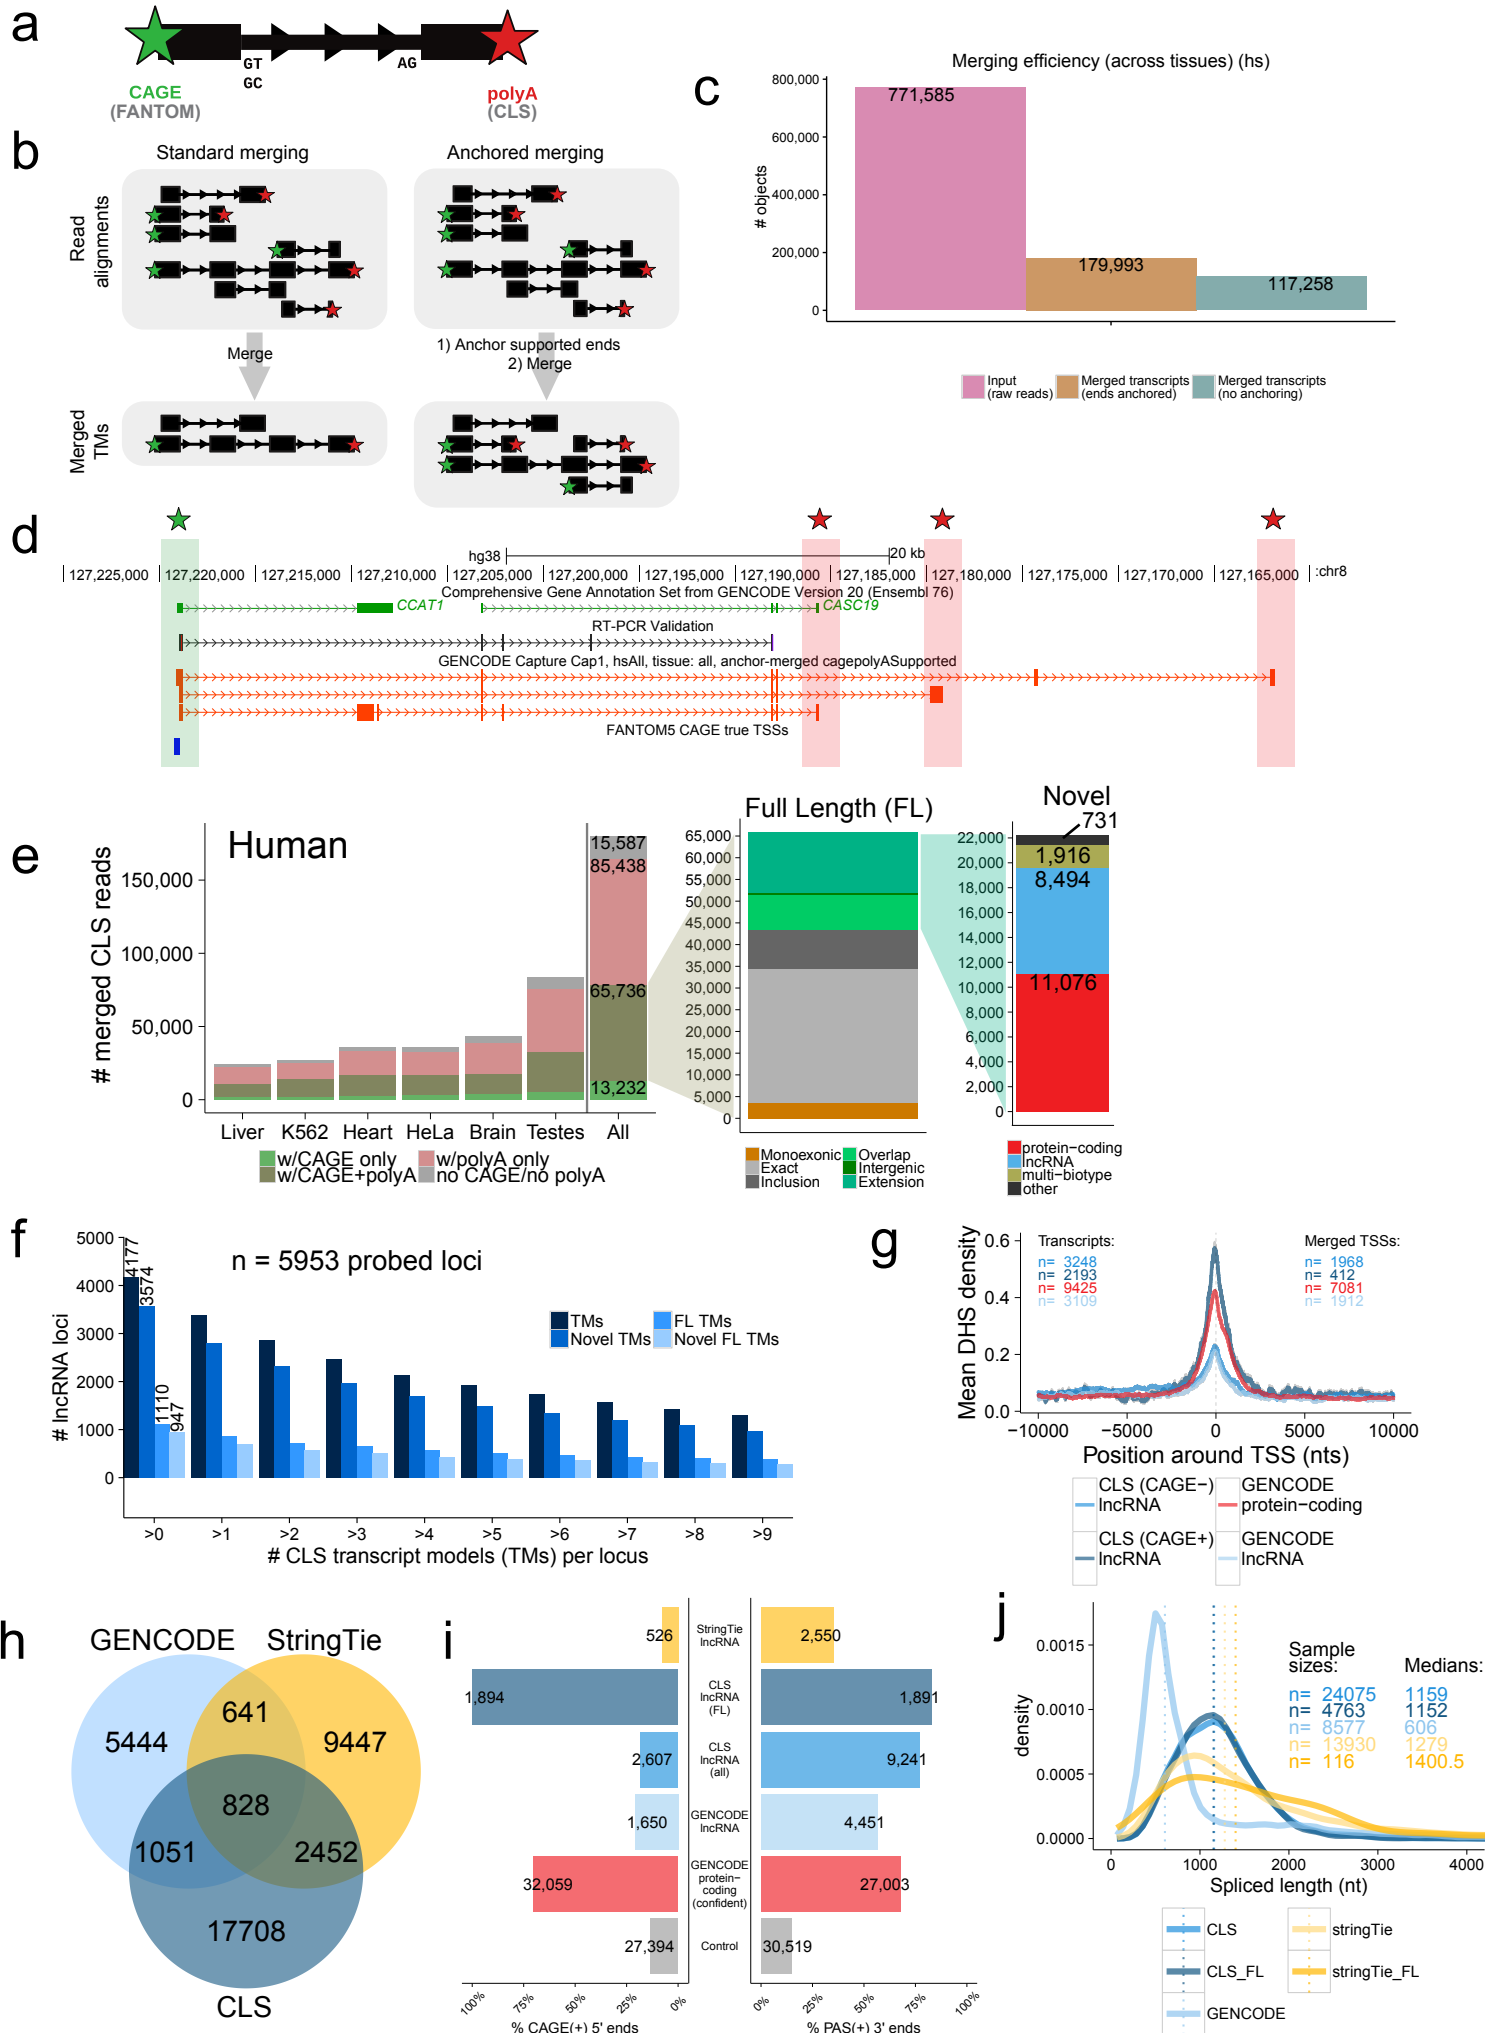 a
GT
GC
AG
CAGE
(FANTOM)
polyA
(CLS)
b
Standard merging
Anchored merging
Read
alignments
Merge
1) Anchor supported ends
2) Merge
Merged
TMs
c
Merging efficiency (across tissues) (hs)
# objects
800,000
600,000
400,000
200,000
0
771,585
179,993
117,258
Input
(raw reads)
Merged transcripts
(ends anchored)
Merged transcripts
(no anchoring)
d
hg38
20 kb
127,225,000
127,220,000
127,215,000
127,210,000
127,205,000
127,200,000
127,195,000
127,190,000
127,185,000
127,180,000
127,175,000
127,170,000
127,165,000
:chr8
Comprehensive Gene Annotation Set from GENCODE Version 20 (Ensembl 76)
CCAT1
CASC19
RT-PCR Validation
GENCODE Capture Cap1, hsAll, tissue: all, anchor-merged cagepolyASupported
FANTOM5 CAGE true TSSs
e
Human
# merged CLS reads
150,000
100,000
50,000
0
15,587
85,438
65,736
13,232
Liver
K562
Heart
HeLa
Brain
Testes
All
w/CAGE only
w/CAGE+polyA
w/polyA only
no CAGE/no polyA
Full Length (FL)
65,000
60,000
55,000
50,000
45,000
40,000
35,000
30,000
25,000
20,000
15,000
10,000
5,000
0
Monoexonic
Exact
Inclusion
Overlap
Intergenic
Extension
Novel
731
22,000
20,000
18,000
16,000
14,000
12,000
10,000
8,000
6,000
4,000
2,000
0
1,916
8,494
11,076
protein−coding
lncRNA
multi−biotype
other
f
n = 5953 probed loci
# lncRNA loci
5000
4000
3000
2000
1000
0
4177
3574
1110
947
TMs
Novel TMs
FL TMs
Novel FL TMs
>0
>1
>2
>3
>4
>5
>6
>7
>8
>9
# CLS transcript models (TMs) per locus
g
Mean DHS density
0.6
0.4
0.2
0.0
Transcripts:
n= 3248
n= 2193
n= 9425
n= 3109
Merged TSSs:
n= 1968
n= 412
n= 7081
n= 1912
−10000
−5000
0
5000
10000
Position around TSS (nts)
CLS (CAGE−)
lncRNA
GENCODE
protein−coding
CLS (CAGE+)
lncRNA
GENCODE
lncRNA
h
GENCODE
StringTie
641
5444
9447
828
1051
2452
17708
CLS
i
526
StringTie
lncRNA
2,550
1,894
CLS
lncRNA
(FL)
1,891
2,607
CLS
lncRNA
(all)
9,241
1,650
GENCODE
lncRNA
4,451
32,059
GENCODE
protein−
coding
(confident)
27,003
27,394
Control
30,519
100%
75%
50%
25%
0%
0%
25%
50%
75%
100%
% CAGE(+) 5' ends
% PAS(+) 3' ends
j
density
0.0015
0.0010
0.0005
0.0000
Sample
sizes:
Medians:
n= 24075 1159
n= 4763 1152
n= 8577 606
n= 13930 1279
n= 116 1400.5
0
1000
2000
3000
4000
Spliced length (nt)
CLS
stringTie
CLS_FL
stringTie_FL
GENCODE